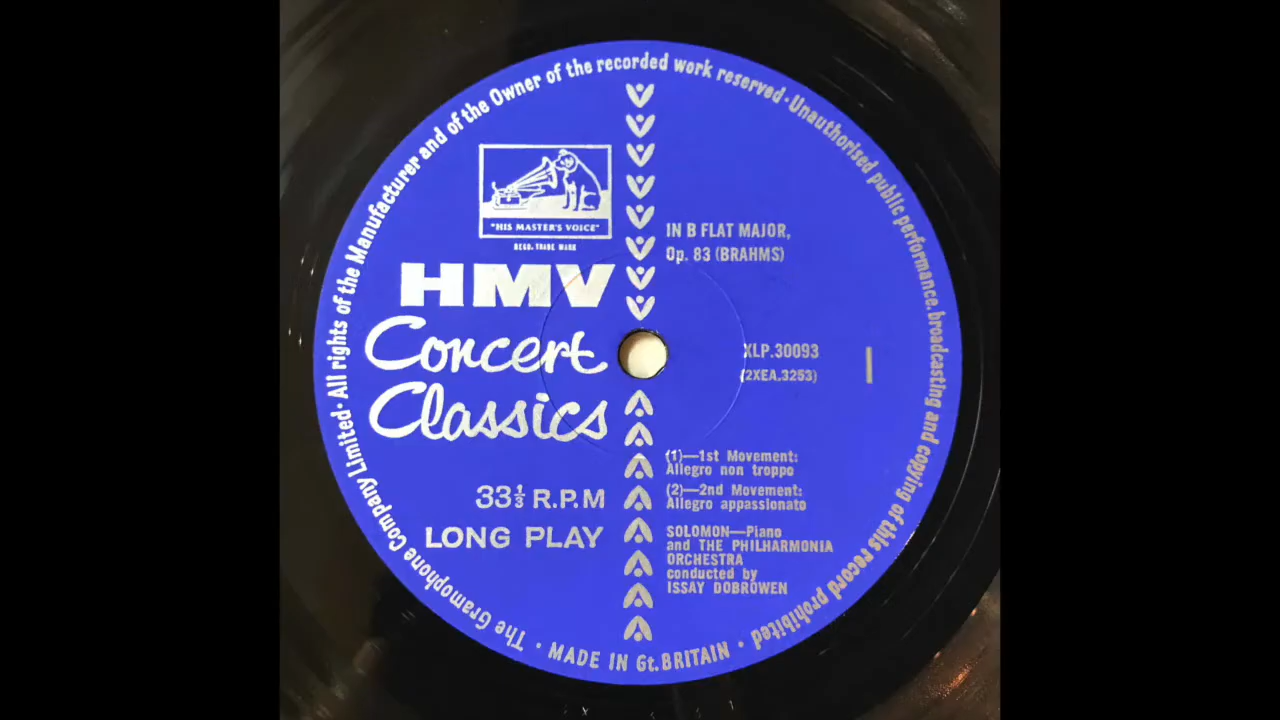 The Gramophone Company Limited · All rights of the Manufacturer and of the Owner of the recorded work reserved · Unauthorised public performance, broadcasting and copying of this record prohibited ·
"HIS MASTER'S VOICE"
REGD. TRADE MARK
HMV
Concert
Classics
33⅓ R.P.M
LONG PLAY
IN B FLAT MAJOR,
Op. 83 (BRAHMS)
XLP.30093
(2XEA.3253)
I
(1)—1st Movement:
Allegro non troppo
(2)—2nd Movement:
Allegro appassionato
SOLOMON—Piano
and THE PHILHARMONIA
ORCHESTRA
conducted by
ISSAY DOBROWEN
· MADE IN Gt.BRITAIN ·